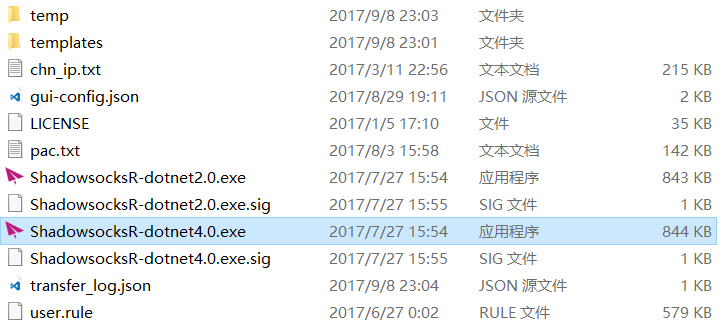 temp 2017/9/8 23:03 文件夹
templates 2017/9/8 23:01 文件夹
chn_ip.txt 2017/3/11 22:56 文本文档 215 KB
gui-config.json 2017/8/29 19:11 JSON 源文件 2 KB
LICENSE 2017/1/5 17:10 文件 35 KB
pac.txt 2017/8/3 15:58 文本文档 142 KB
ShadowsocksR-dotnet2.0.exe 2017/7/27 15:54 应用程序 843 KB
ShadowsocksR-dotnet2.0.exe.sig 2017/7/27 15:55 SIG 文件 1 KB
ShadowsocksR-dotnet4.0.exe 2017/7/27 15:54 应用程序 844 KB
ShadowsocksR-dotnet4.0.exe.sig 2017/7/27 15:55 SIG 文件 1 KB
transfer_log.json 2017/9/8 23:04 JSON 源文件 1 KB
user.rule 2017/6/27 0:02 RULE 文件 579 KB